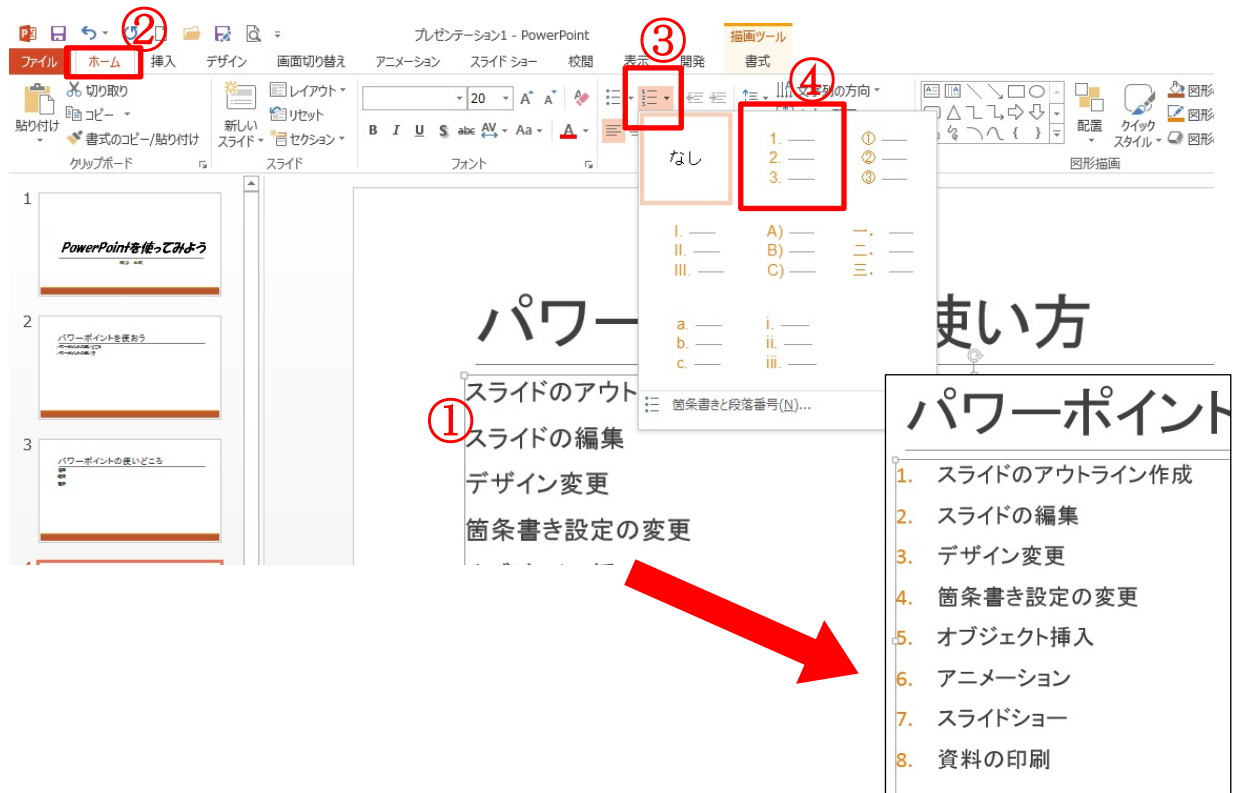 ②
③
④
プレゼンテーション1 - PowerPoint
描画ツール
ファイル ホーム 挿入 デザイン 画面切り替え アニメーション スライド ショー 校閲 表示 開発 書式
切り取り
コピー
書式のコピー/貼り付け
貼り付け
クリップボード
新しい
スライド
レイアウト
リセット
セクション
スライド
20
A A
B I U S abc AV Aa A
フォント
文字列の方向
配置
クイック
スタイル
図形
図形
図形
図形描画
なし
1.
2.
3.
①
②
③
I.
II.
III.
A)
B)
C)
一.
二.
三.
a.
b.
c.
i.
ii.
iii.
箇条書きと段落番号(N)...
1
PowerPointを使ってみよう
2
パワーポイントを使おう
3
パワーポイントの使いどころ
パワー
使い方
①
スライドのアウト
スライドの編集
デザイン変更
箇条書き設定の変更
パワーポイント
1. スライドのアウトライン作成
2. スライドの編集
3. デザイン変更
4. 箇条書き設定の変更
5. オブジェクト挿入
6. アニメーション
7. スライドショー
8. 資料の印刷